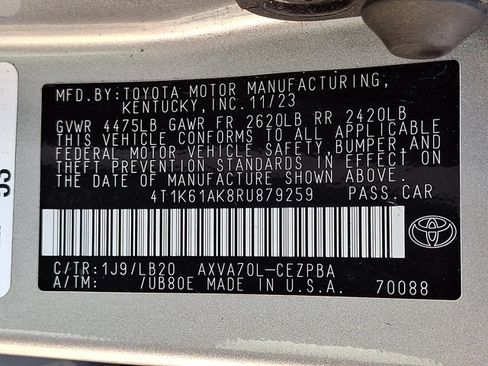 MFD.BY:TOYOTA MOTOR MANUFACTURING,
KENTUCKY, INC.11/23
GVWR 4475LB GAWR FR 2620LB RR 2420LB
THIS VEHICLE CONFORMS TO ALL APPLICABLE
FEDERAL MOTOR VEHICLE SAFETY,BUMPER,AND
THEFT PREVENTION STANDARDS IN EFFECT ON
THE DATE OF MANUFACTURE SHOWN ABOVE.
4T1K61AK8RU879259 PASS.CAR
C/TR:1J9/LB20 AXVA70L-CEZPBA
A/TM: /UB80E MADE IN U.S.A. 70088